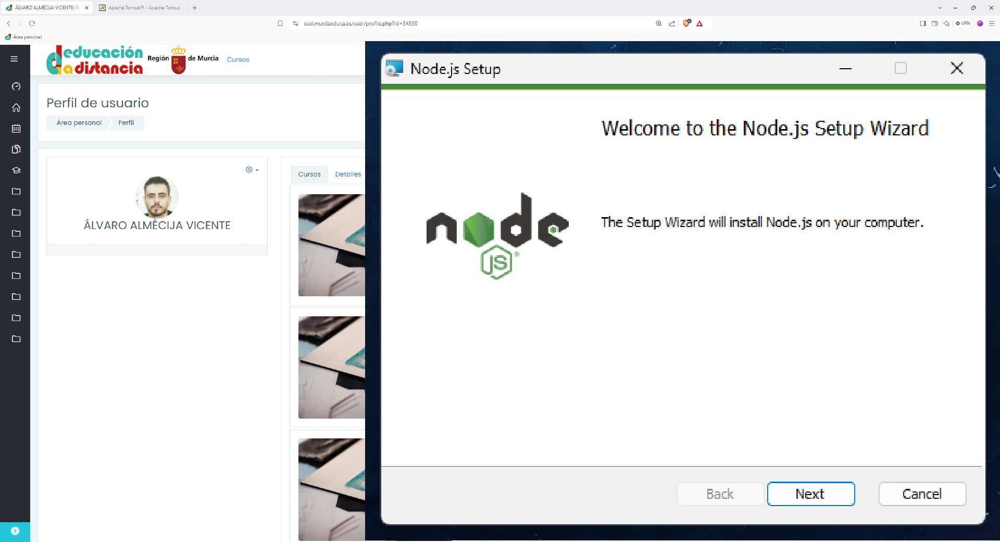 ÁLVARO ALMÉCIJA VICENTE: Pe
Apache Tomcat® - Apache Tomcat
ead.murciaeduca.es/user/profile.php?id=34830
VPN
Área personal
educación
a distancia
Región de Murcia
Cursos
Perfil de usuario
Área personal
Perfil
ÁLVARO ALMÉCIJA VICENTE
Cursos
Detalles
Node.js Setup
Welcome to the Node.js Setup Wizard
node
JS®
The Setup Wizard will install Node.js on your computer.
Back
Next
Cancel